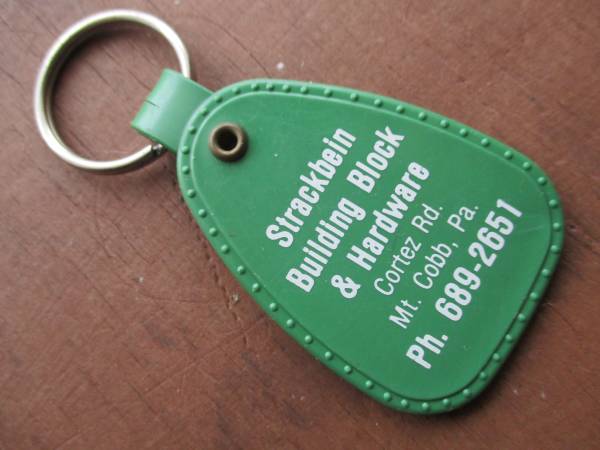 Strackbein
Building Block
& Hardware
Cortez Rd.
Mt. Cobb, Pa.
Ph. 689-2651